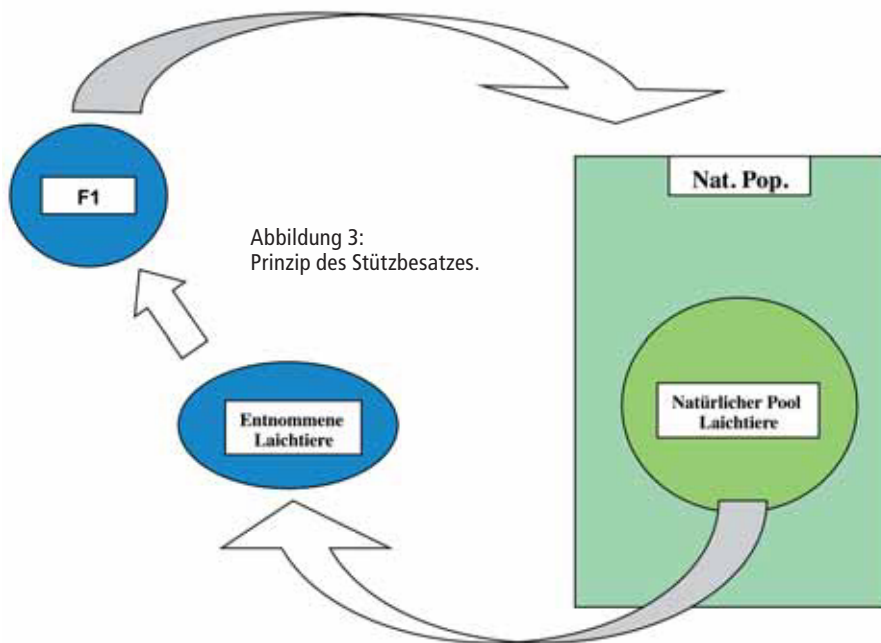 Nat. Pop.
F1
Abbildung 3:
Prinzip des Stützbesatzes.
Entnommene
Laichtiere
Natürlicher Pool
Laichtiere